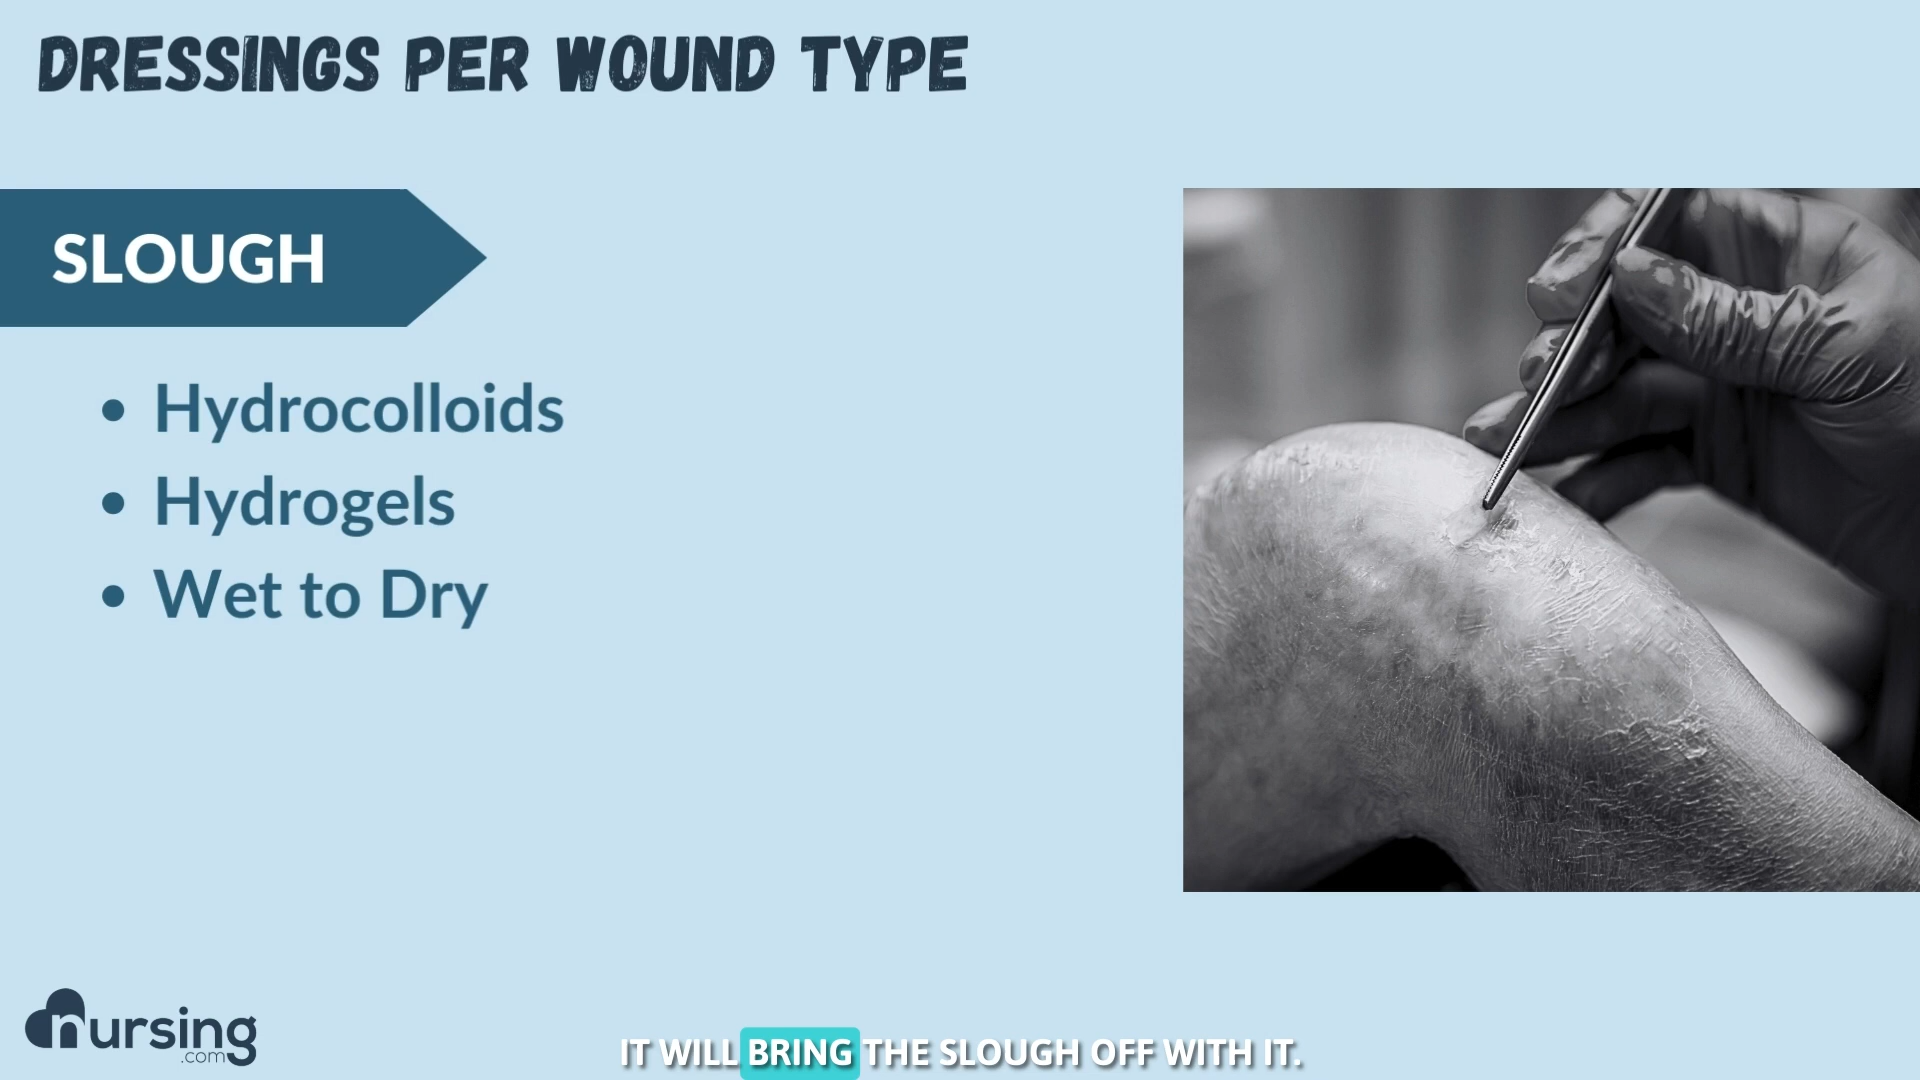 DRESSINGS PER WOUND TYPE
SLOUGH
• Hydrocolloids
• Hydrogels
• Wet to Dry
nursing
.com
IT WILL BRING THE SLOUGH OFF WITH IT.